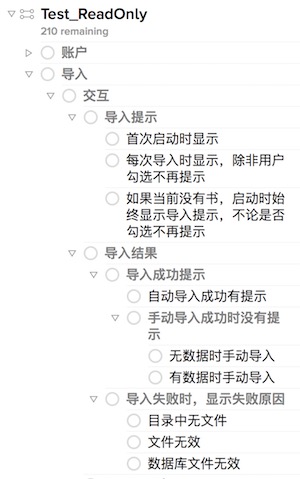 Test_ReadOnly
210 remaining
账户
导入
交互
导入提示
首次启动时显示
每次导入时显示，除非用户
勾选不再提示
如果当前没有书，启动时始
终显示导入提示，不论是否
勾选不再提示
导入结果
导入成功提示
自动导入成功有提示
手动导入成功时没有提
示
无数据时手动导入
有数据时手动导入
导入失败时，显示失败原因
目录中无文件
文件无效
数据库文件无效